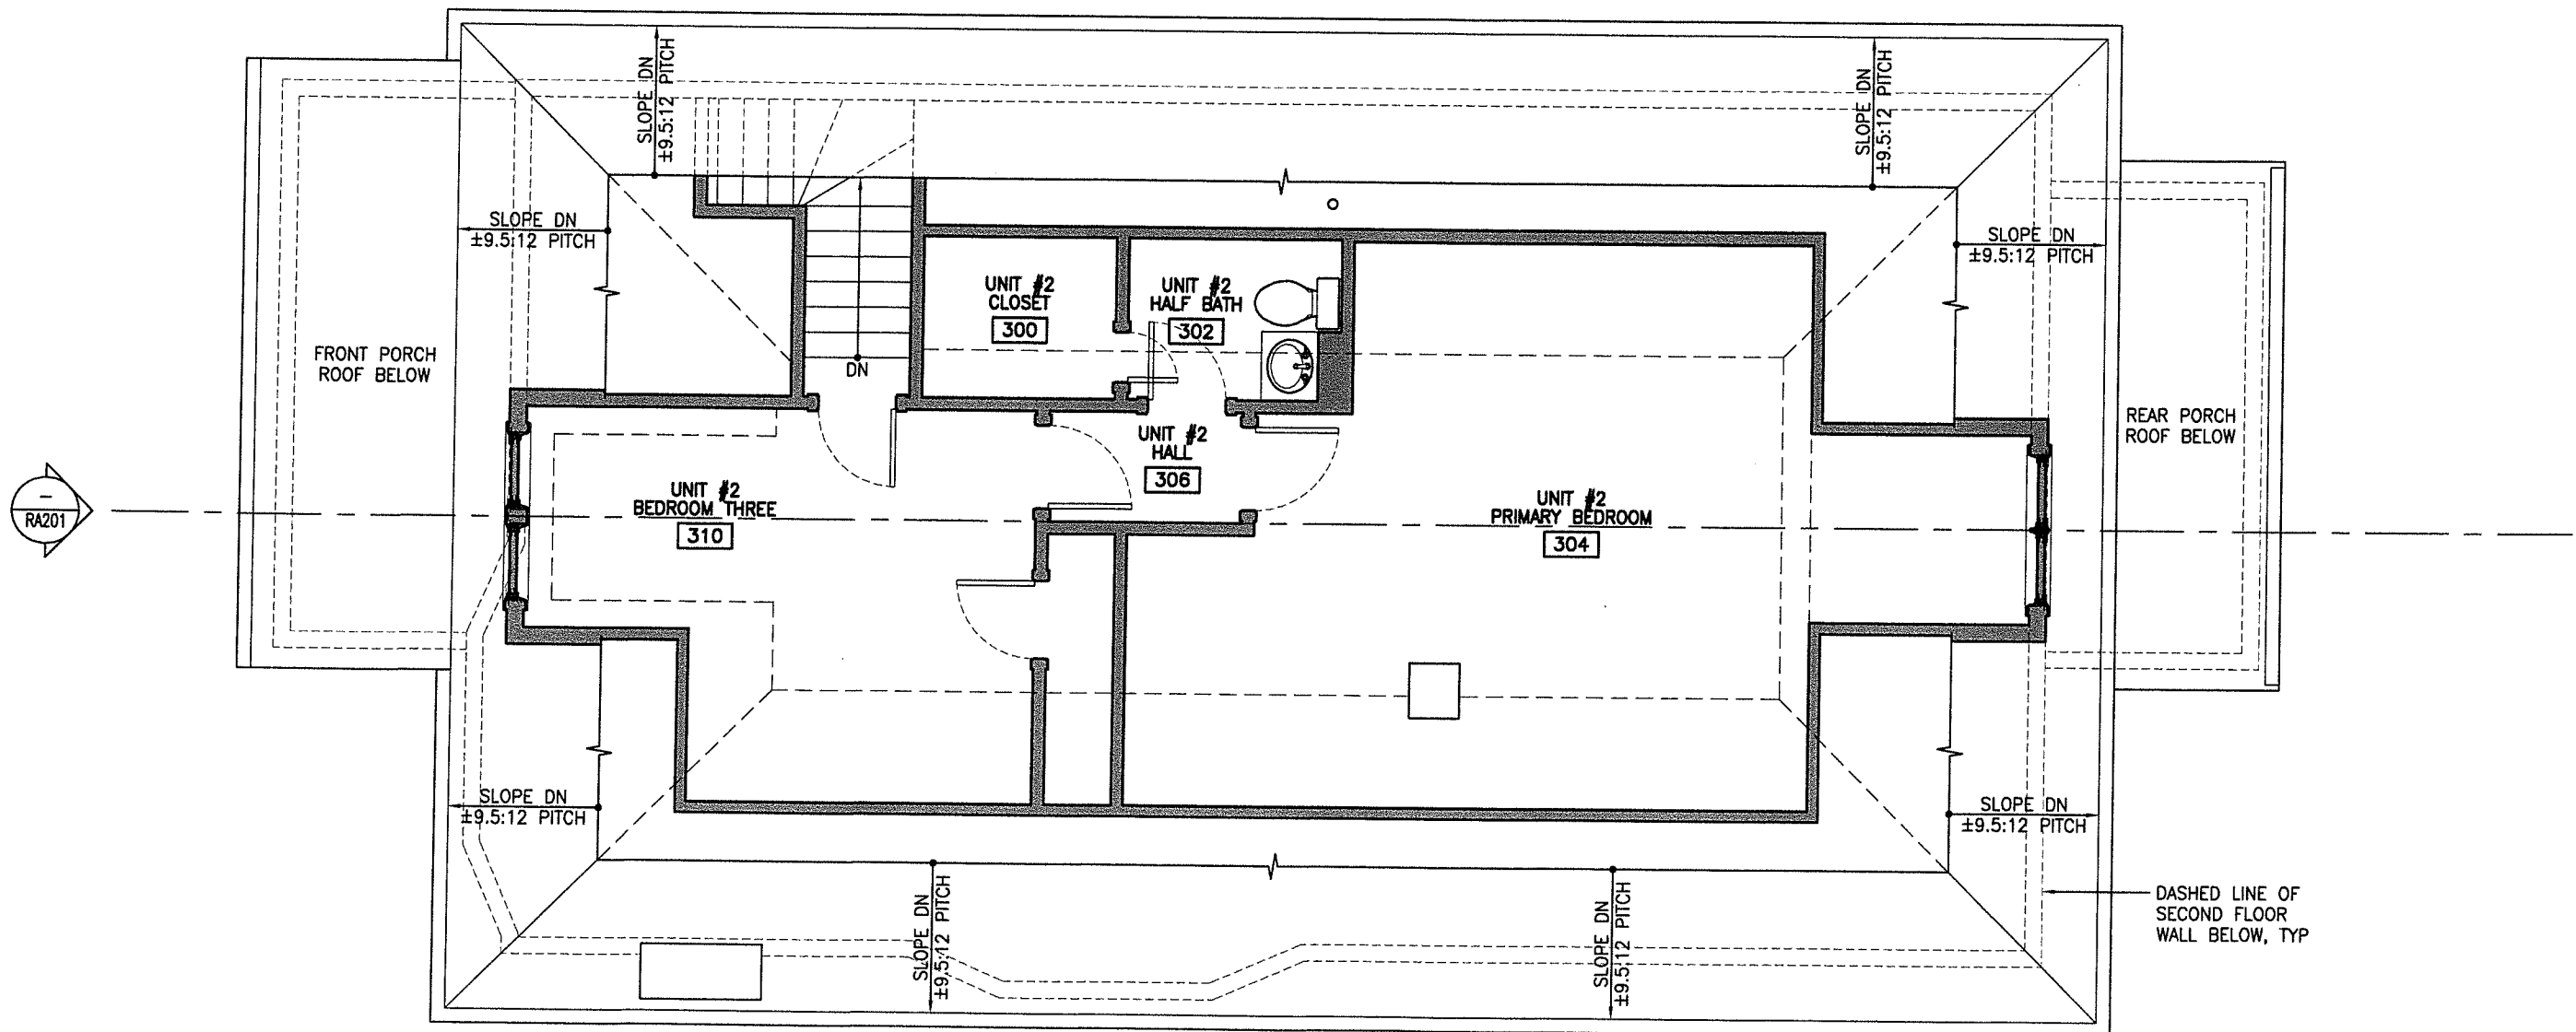 SLOPE DN
±9.5:12 PITCH
SLOPE DN
±9.5:12 PITCH
SLOPE DN
±9.5:12 PITCH
SLOPE DN
±9.5:12 PITCH
UNIT #2
CLOSET
300
UNIT #2
HALF BATH
302
FRONT PORCH
ROOF BELOW
DN
REAR PORCH
ROOF BELOW
UNIT #2
HALL
306
–
RA201
UNIT #2
BEDROOM THREE
310
UNIT #2
PRIMARY BEDROOM
304
SLOPE DN
±9.5:12 PITCH
SLOPE DN
±9.5:12 PITCH
SLOPE DN
±9.5:12 PITCH
SLOPE DN
±9.5:12 PITCH
DASHED LINE OF
SECOND FLOOR
WALL BELOW, TYP